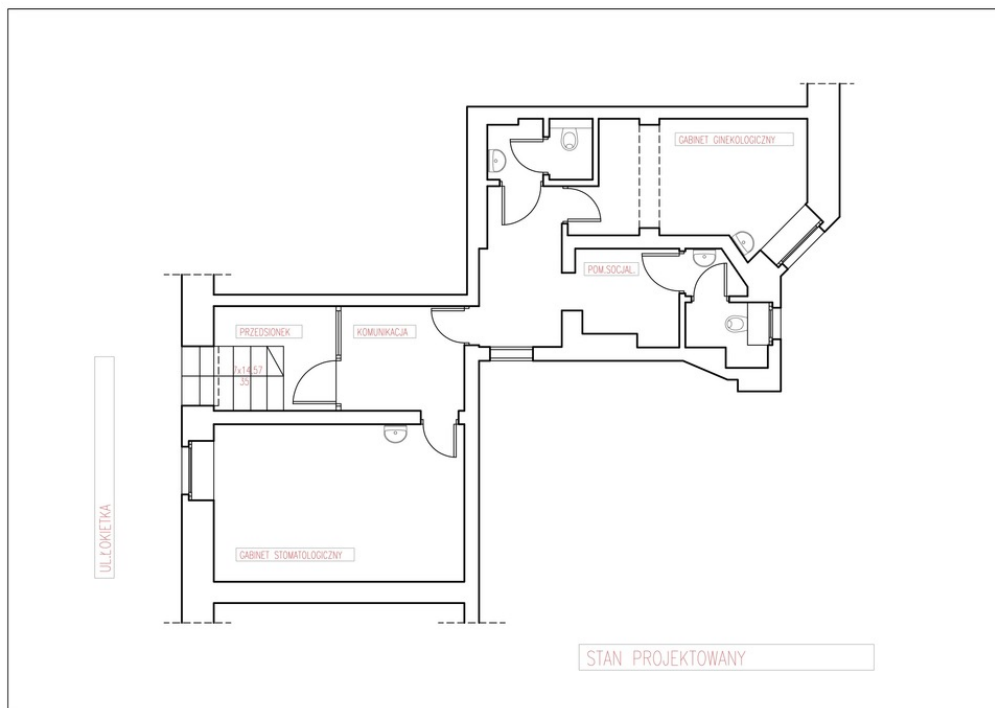 GABINET GINEKOLOGICZNY
POM.SOCJAL.
PRZEDSIONEK
KOMUNIKACJA
7x14,57
35
UL.ŁOKIETKA
GABINET STOMATOLOGICZNY
STAN PROJEKTOWANY